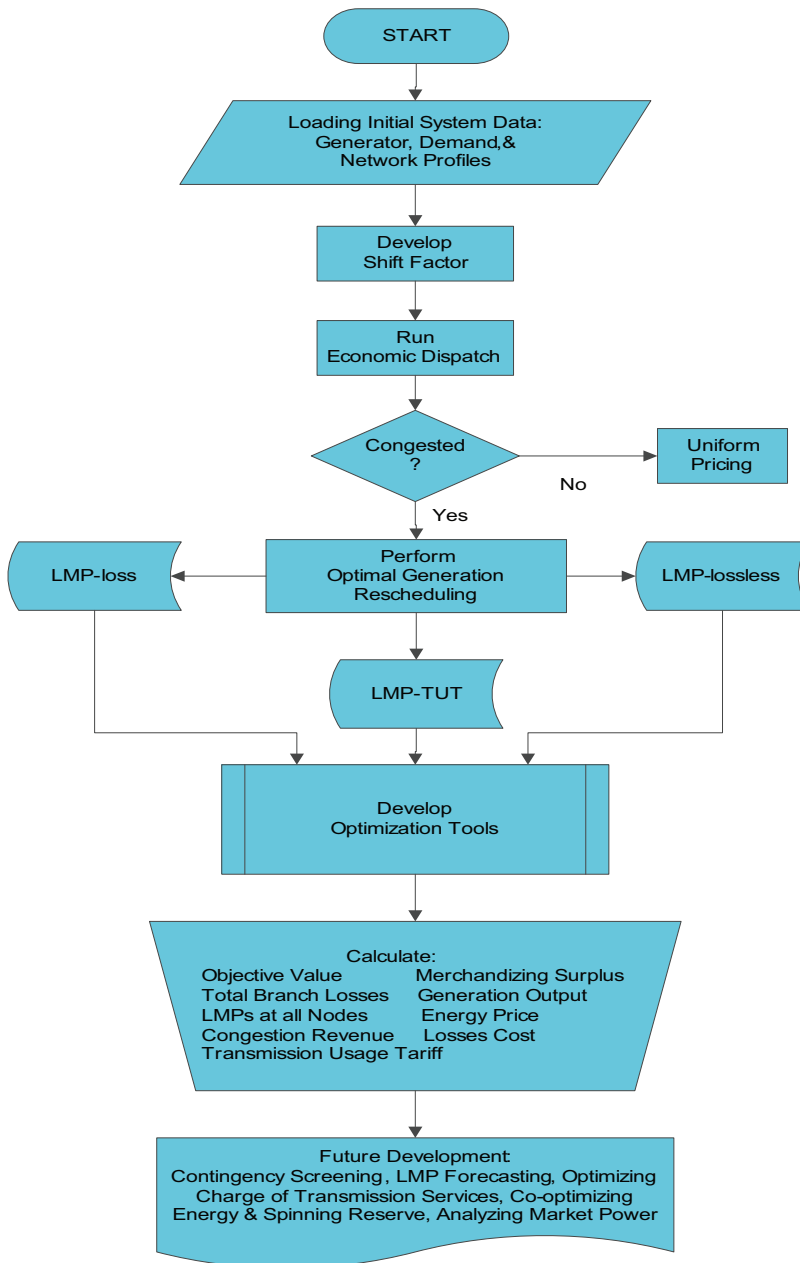 START
Loading Initial System Data:
Generator, Demand,&
Network Profiles
Develop
Shift Factor
Run
Economic Dispatch
Congested
?
Uniform
Pricing
No
Yes
LMP-loss
Perform
Optimal Generation
Rescheduling
LMP-lossless
LMP-TUT
Develop
Optimization Tools
Calculate:
Objective Value Merchandizing Surplus
Total Branch Losses Generation Output
LMPs at all Nodes Energy Price
Congestion Revenue Losses Cost
Transmission Usage Tariff
Future Development:
Contingency Screening, LMP Forecasting, Optimizing
Charge of Transmission Services, Co-optimizing
Energy & Spinning Reserve, Analyzing Market Power